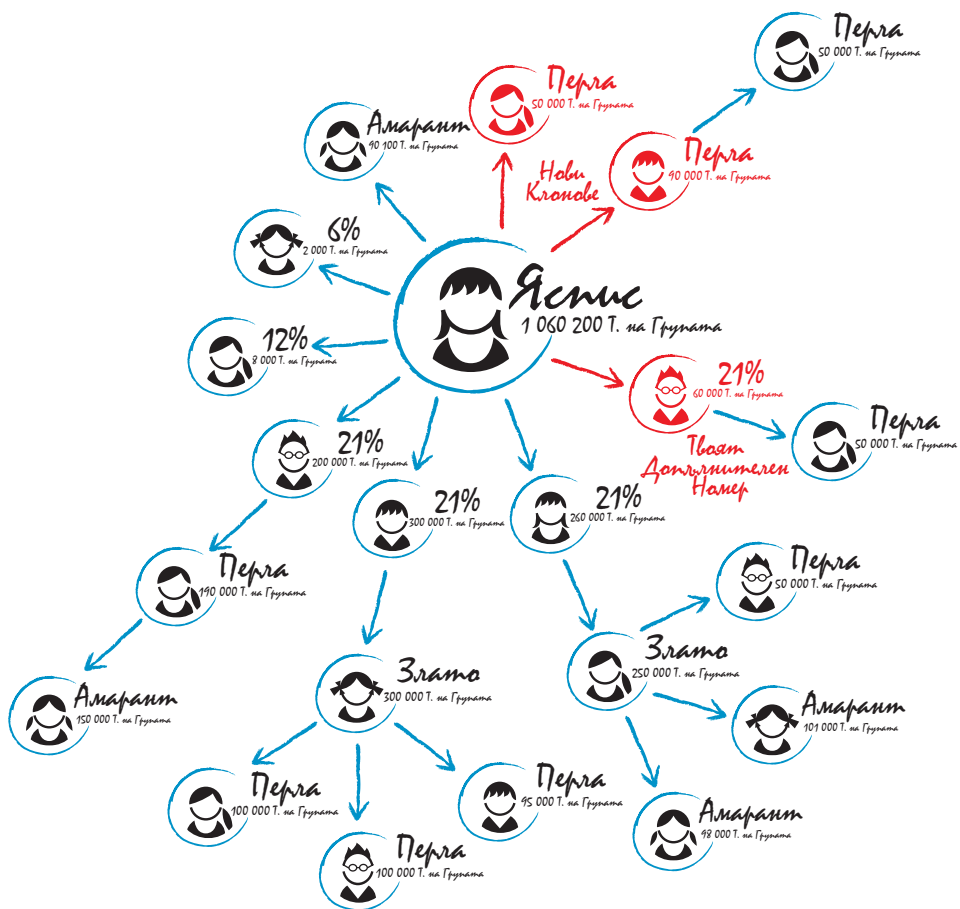 Перла
50 000 Т. на Групата
Перла
50 000 Т. на Групата
Амарант
90 100 Т. на Групата
Перла
90 000 Т. на Групата
Нови
Клонове
6%
2 000 Т. на Групата
Яспис
1 060 200 Т. на Групата
12%
8 000 Т. на Групата
21%
60 000 Т. на Групата
Перла
50 000 Т. на Групата
Твоят
Допълнителен
Номер
21%
200 000 Т. на Групата
21%
300 000 Т. на Групата
21%
260 000 Т. на Групата
Перла
190 000 Т. на Групата
Перла
50 000 Т. на Групата
Злато
300 000 Т. на Групата
Злато
250 000 Т. на Групата
Амарант
150 000 Т. на Групата
Амарант
101 000 Т. на Групата
Перла
100 000 Т. на Групата
Перла
95 000 Т. на Групата
Амарант
98 000 Т. на Групата
Перла
100 000 Т. на Групата